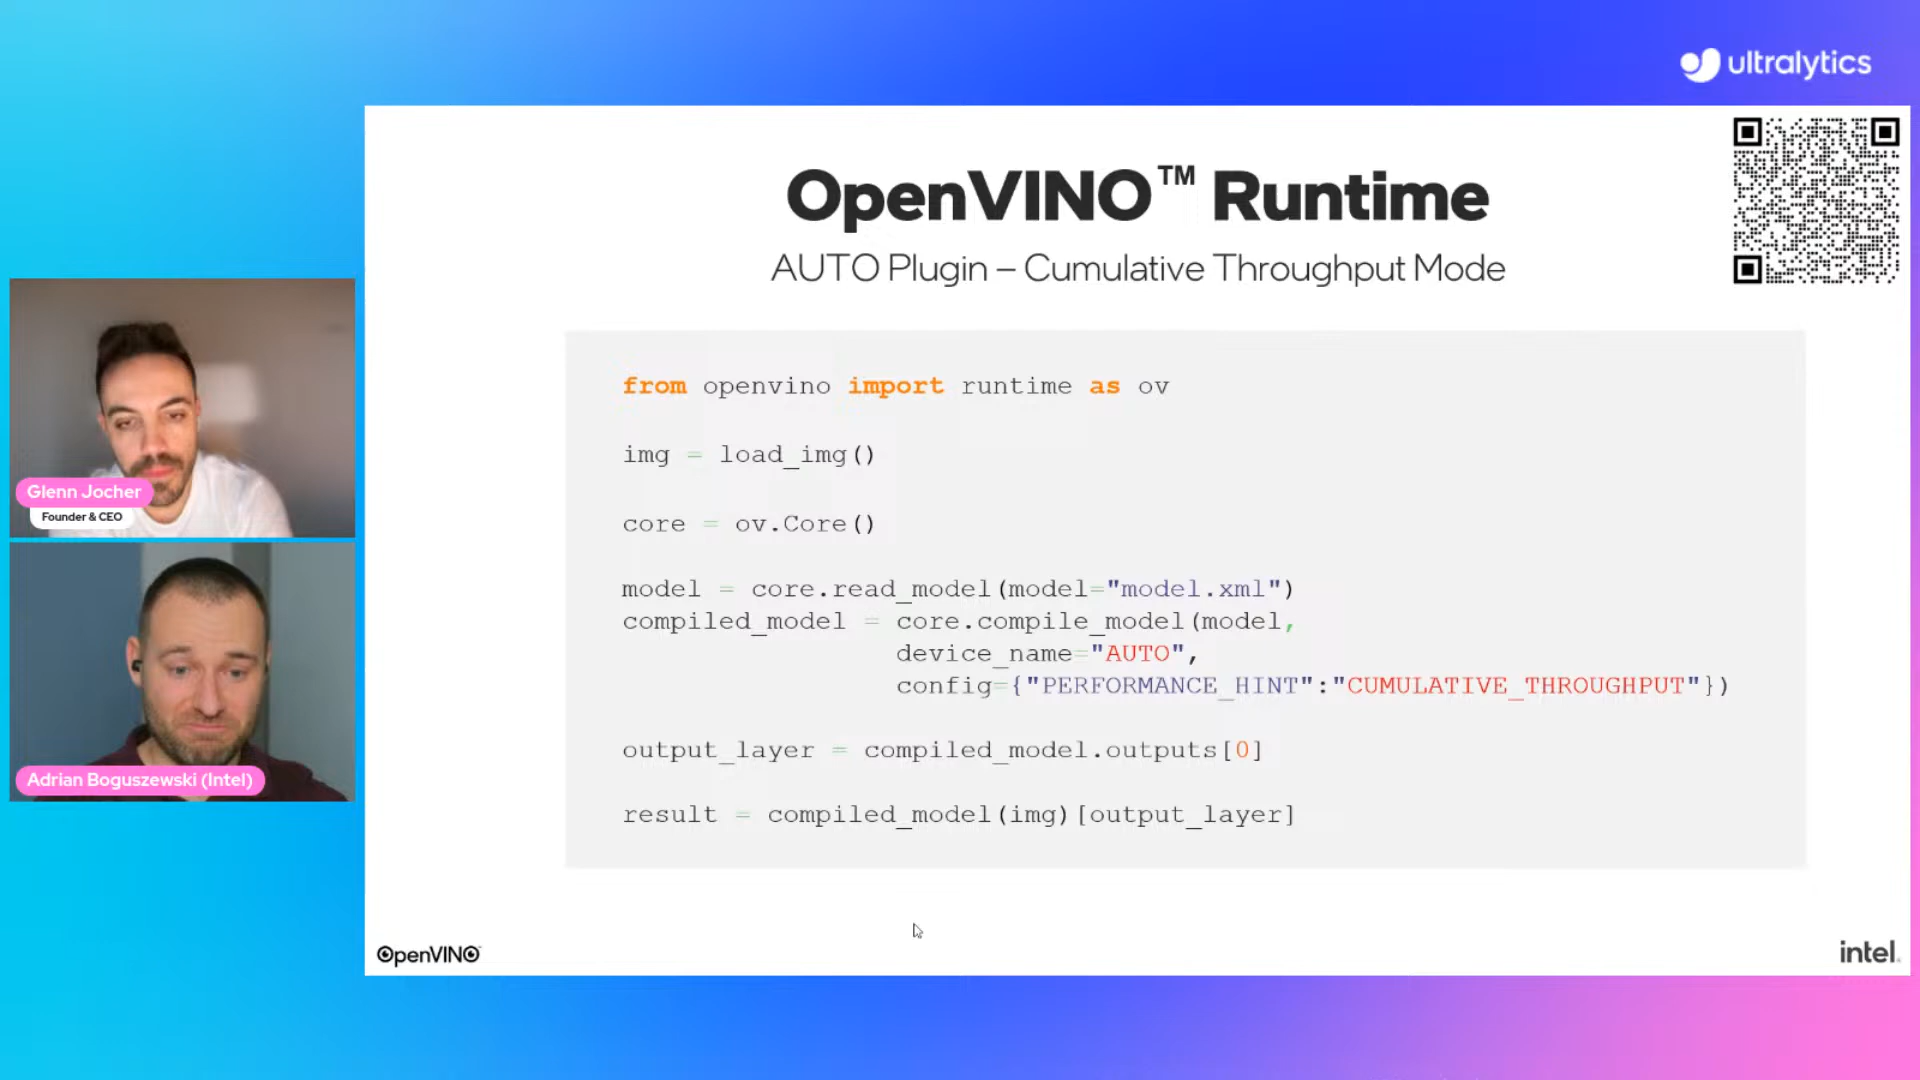 ultralytics
OpenVINO™ Runtime
AUTO Plugin – Cumulative Throughput Mode
from openvino import runtime as ov
img = load_img()
core = ov.Core()
model = core.read_model(model="model.xml")
compiled_model = core.compile_model(model,
device_name="AUTO",
config={"PERFORMANCE_HINT":"CUMULATIVE_THROUGHPUT"})
output_layer = compiled_model.outputs[0]
result = compiled_model(img)[output_layer]
Glenn Jocher
Founder & CEO
Adrian Boguszewski (Intel)
OpenVINO™
intel.